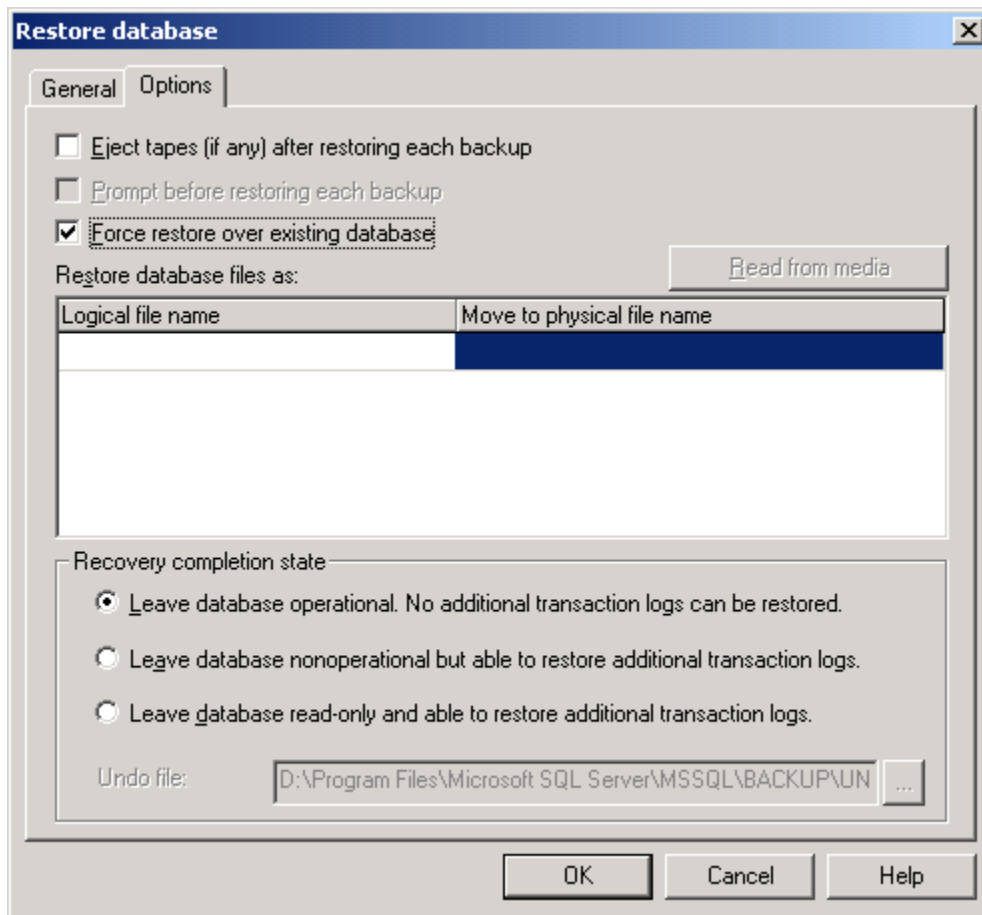 Restore database
General Options
Eject tapes (if any) after restoring each backup
Prompt before restoring each backup
Force restore over existing database
Restore database files as:
Read from media
Logical file name Move to physical file name
Recovery completion state
Leave database operational. No additional transaction logs can be restored.
Leave database nonoperational but able to restore additional transaction logs.
Leave database read-only and able to restore additional transaction logs.
Undo file: D:\Program Files\Microsoft SQL Server\MSSQL\BACKUP\UN ...
OK Cancel Help